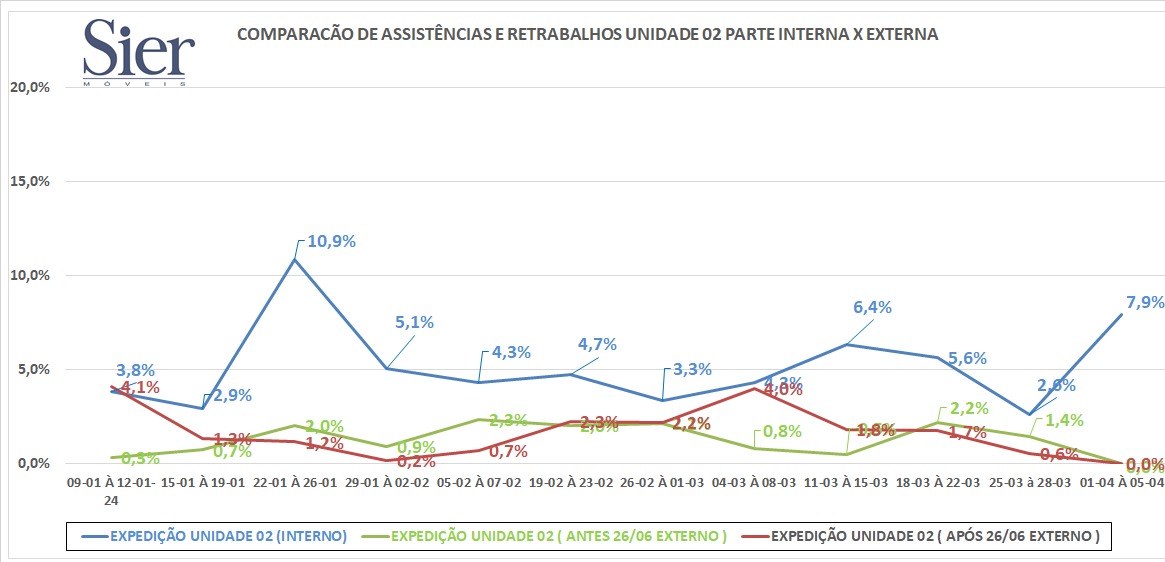 Sier
MÓVEIS
COMPARACÃO DE ASSISTÊNCIAS E RETRABALHOS UNIDADE 02 PARTE INTERNA X EXTERNA
20,0%
15,0%
10,0%
5,0%
0,0%
3,8%
2,9%
10,9%
5,1%
4,3%
4,7%
3,3%
4,3%
6,4%
5,6%
2,6%
7,9%
0,3%
0,7%
2,0%
0,9%
2,3%
2,0%
0,8%
2,2%
1,4%
0,0%
4,1%
1,3%
1,2%
0,2%
0,7%
2,3%
2,2%
4,0%
1,8%
1,7%
0,6%
0,0%
09-01 À 12-01-24
15-01 À 19-01
22-01 À 26-01
29-01 À 02-02
05-02 À 07-02
19-02 À 23-02
26-02 À 01-03
04-03 À 08-03
11-03 À 15-03
18-03 À 22-03
25-03 à 28-03
01-04 À 05-04
EXPEDIÇÃO UNIDADE 02 (INTERNO)
EXPEDIÇÃO UNIDADE 02 ( ANTES 26/06 EXTERNO )
EXPEDIÇÃO UNIDADE 02 ( APÓS 26/06 EXTERNO )